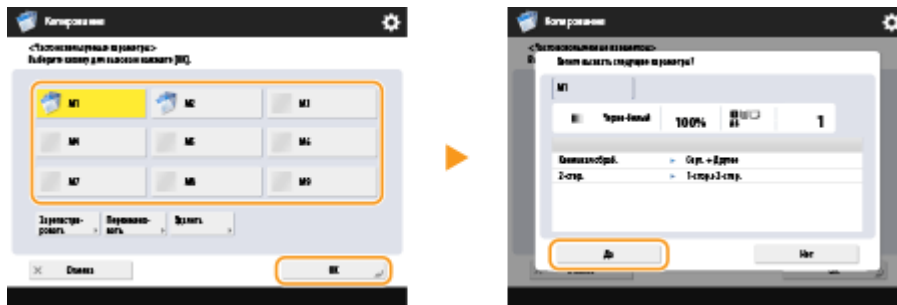 Копирование
<Часто используемые параметры>
Выберите кнопку для вызова и нажмите [OK].
M1
M2
M3
M4
M5
M6
M7
M8
M9
Зарегистри-
ровать
Переимено-
вать
Удалить
Отмена
OK
Копирование
<Часто используемые параметры>
Хотите вызвать следующие параметры?
M1
Черно-белый
100%
1
2-стор.
1-стор.►2-стор.
Да
Нет